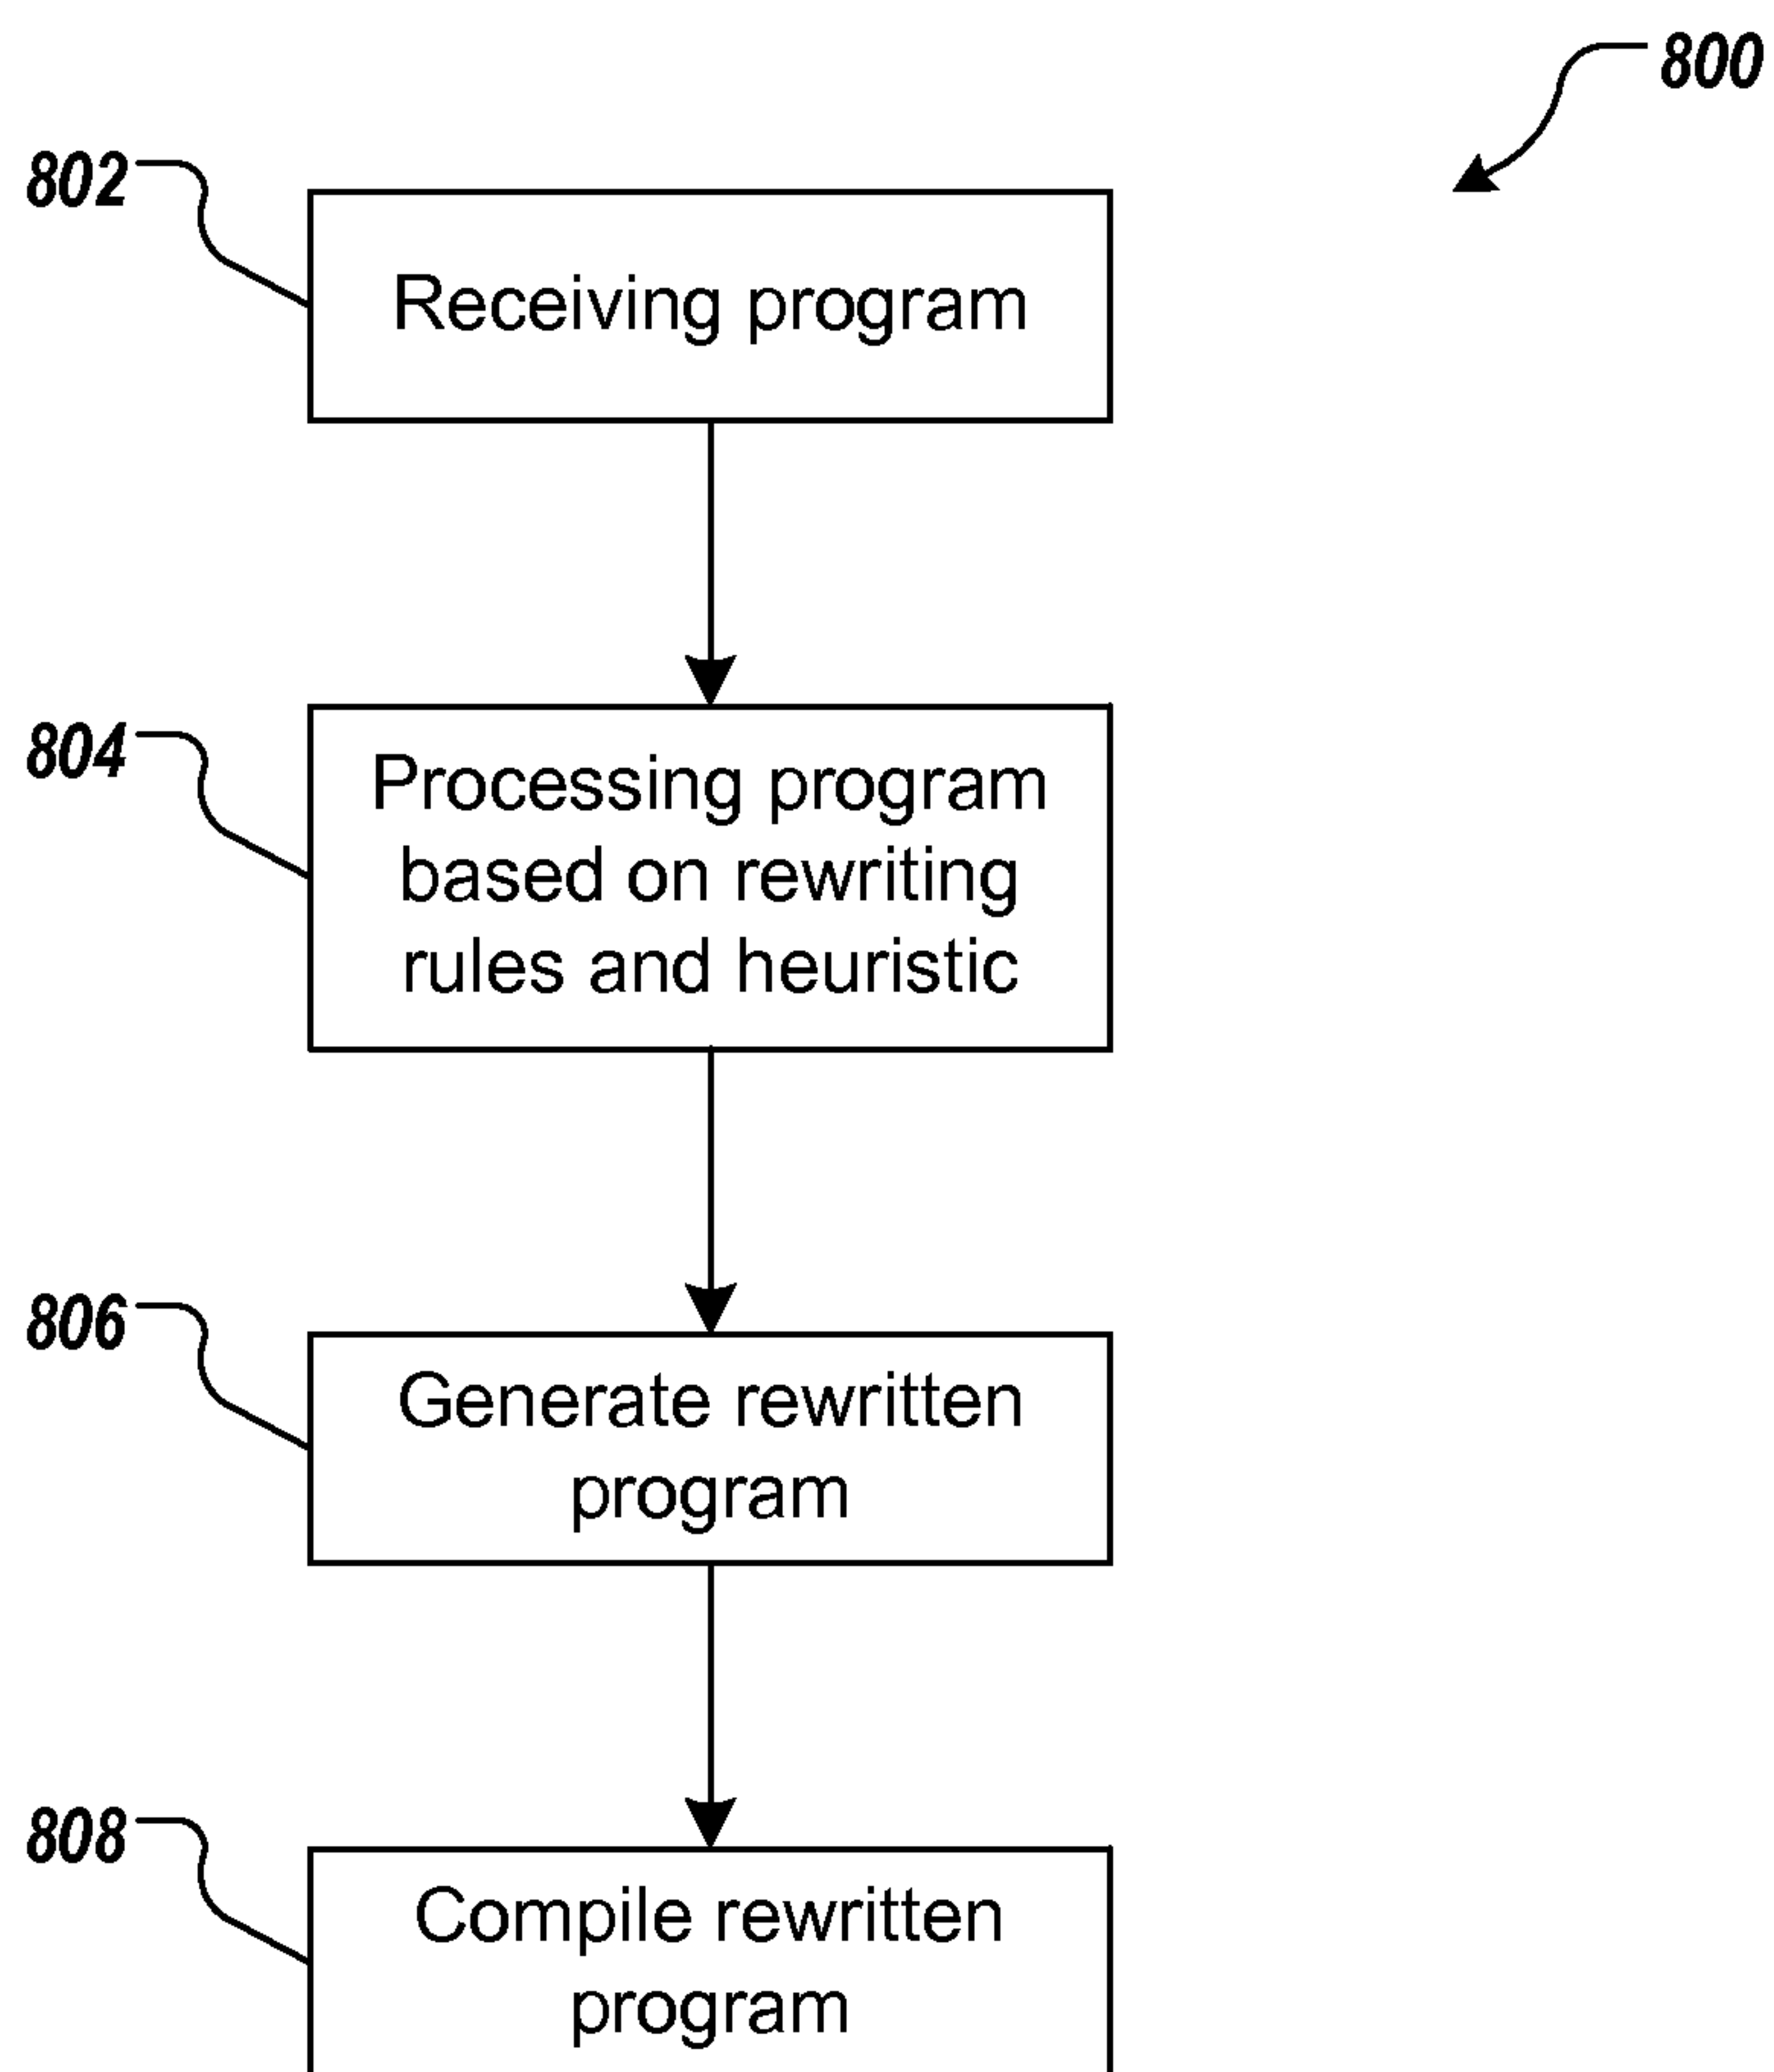 800
802
Receiving program
804
Processing program
based on rewriting
rules and heuristic
806
Generate rewritten
program
808
Compile rewritten
program